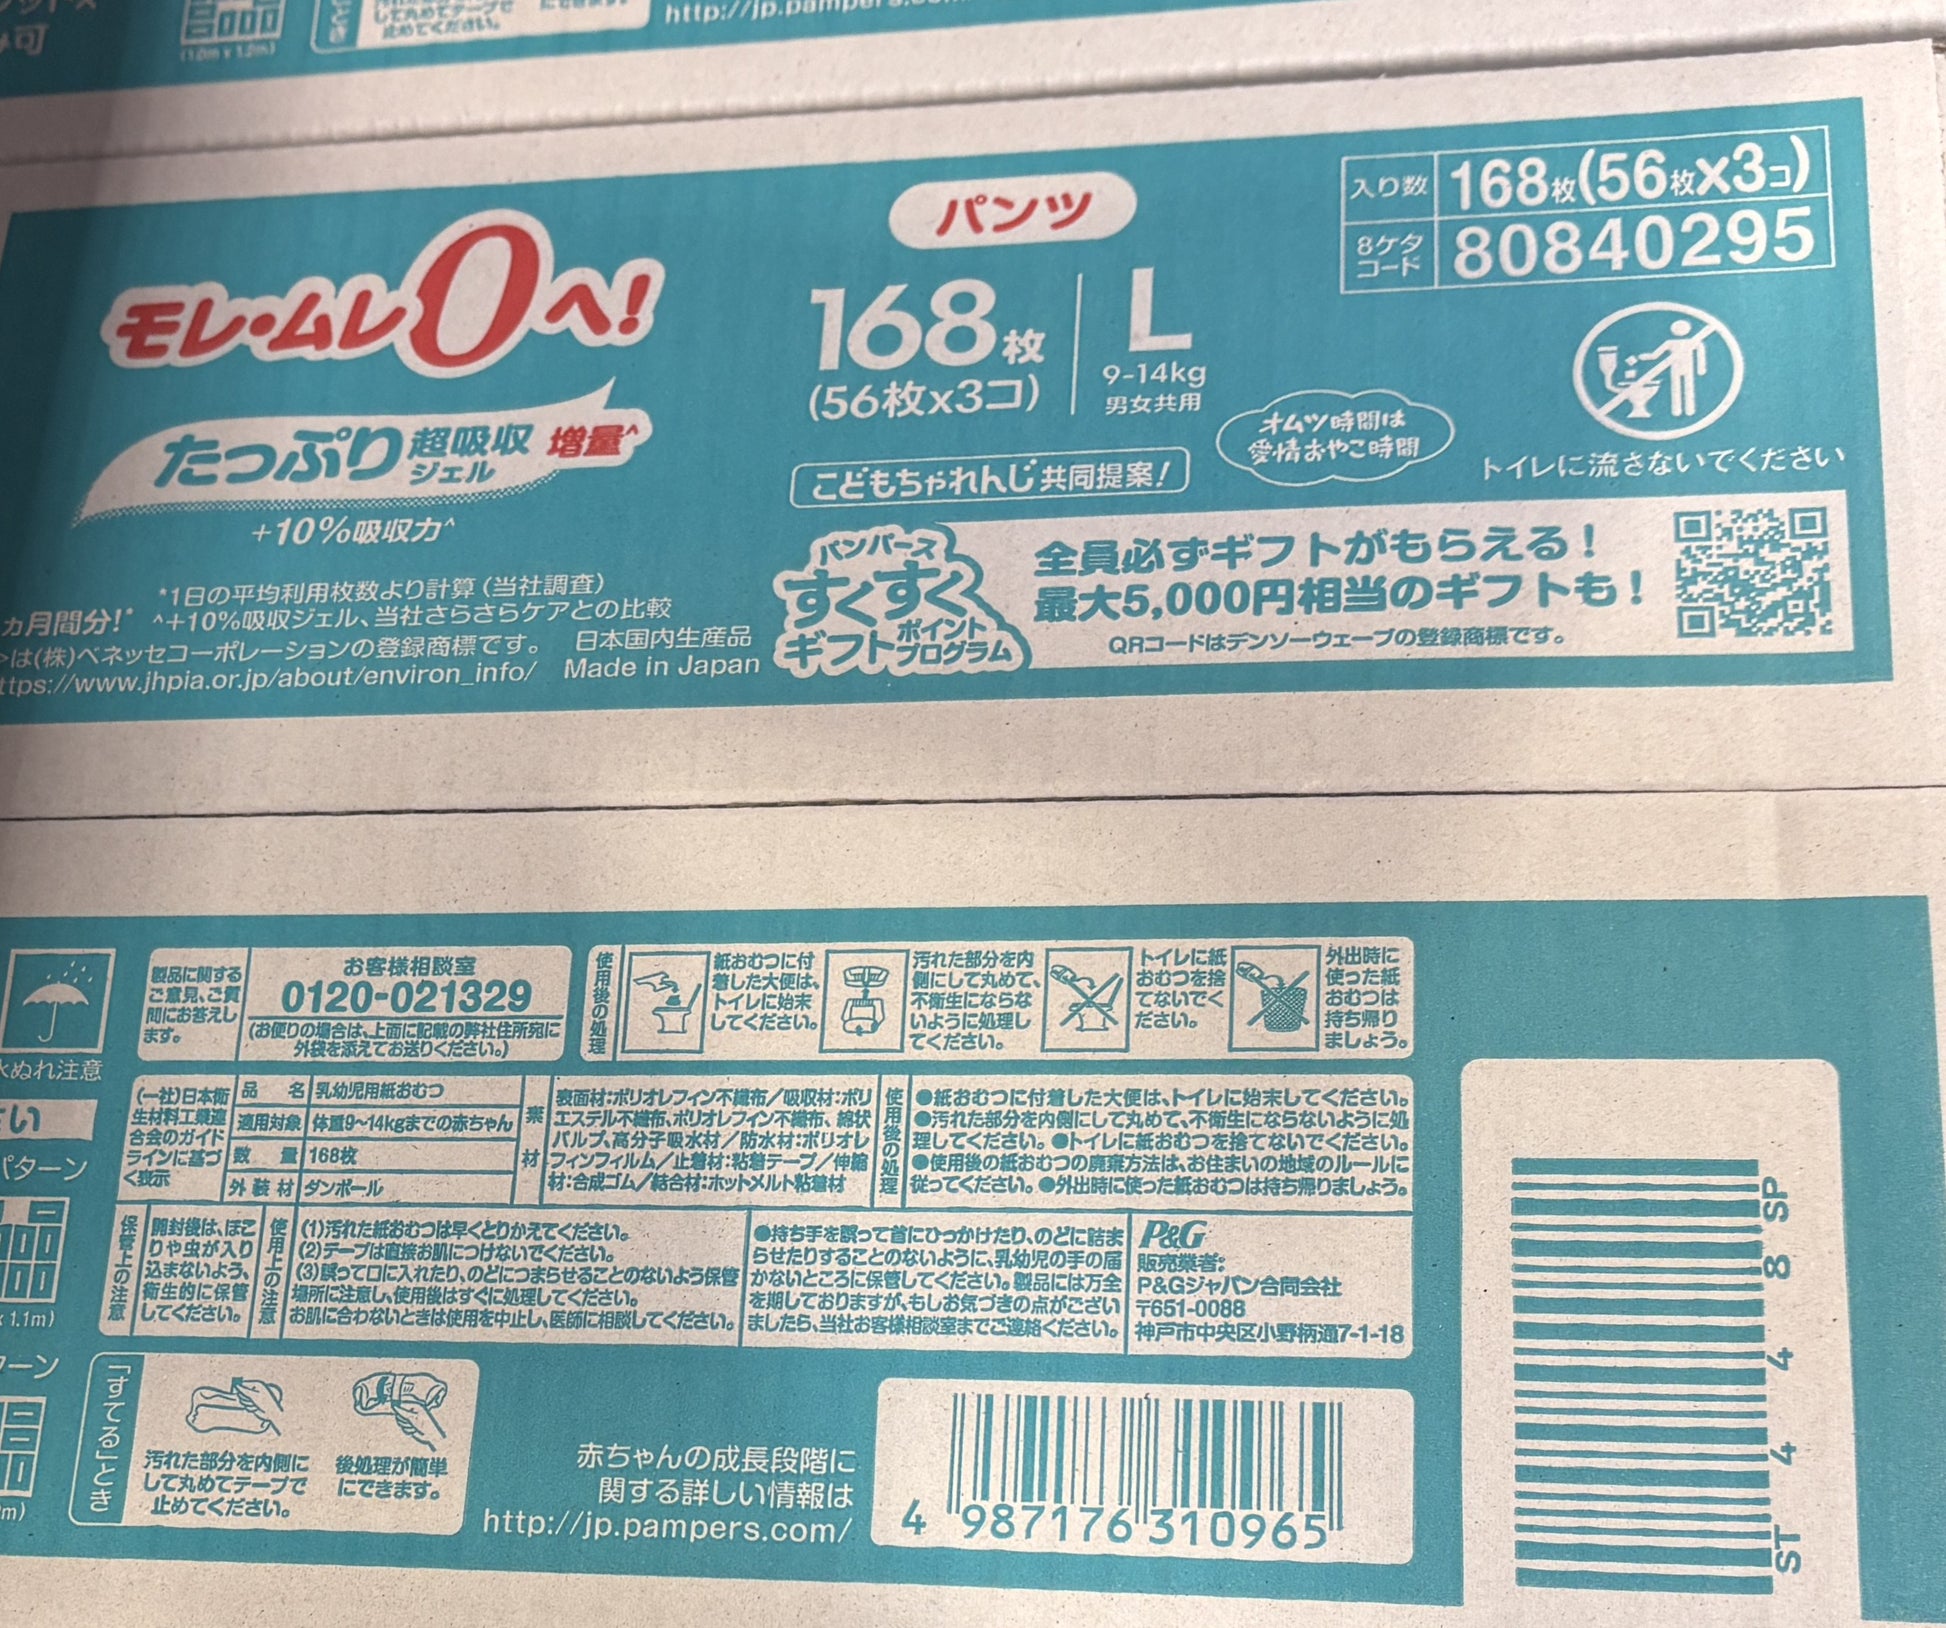 可
(1.0m x 1.2m)
して丸めてテープで
止めてください。
http://jp.pampers.com
モレ・ムレ0へ!
たっぷり超吸収ジェル 増量^
+10%吸収力^
*1日の平均利用枚数より計算(当社調査)
カ月間分!* ^+10%吸収ジェル、当社さらさらケアとの比較
は(株)ベネッセコーポレーションの登録商標です。
ttps://www.jhpia.or.jp/about/environ_info/
日本国内生産品
Made in Japan
パンツ
168枚
(56枚x3コ)
L
9-14kg
男女共用
入り数 168枚(56枚x3コ)
8ケタコード 80840295
こどもちゃれんじ共同提案!
オムツ時間は
愛情おやこ時間
トイレに流さないでください
パンパース
すくすく
ギフトポイントプログラム
全員必ずギフトがもらえる!
最大5,000円相当のギフトも!
QRコードはデンソーウェーブの登録商標です。
水ぬれ注意
さい
パターン
x 1.1m)
ターン
m)
製品に関する
ご意見、ご質
問にお答えし
ます。
お客様相談室
0120-021329
(お便りの場合は、上面に記載の弊社住所宛に
外袋を添えてお送りください。)
使用後の処理
紙おむつに付
着した大便は、
トイレに始末
してください。
汚れた部分を内
側にして丸めて、
不衛生にならな
いように処理し
てください。
トイレに紙
おむつを捨
てないでく
ださい。
外出時に
使った紙
おむつは
持ち帰り
ましょう。
(一社)日本衛
生材料工業連
合会のガイド
ラインに基づ
く表示
品名 乳幼児用紙おむつ
適用対象 体重9~14kgまでの赤ちゃん
数量 168枚
外装材 ダンボール
素材
表面材:ポリオレフィン不織布/吸収材:ポリ
エステル不織布、ポリオレフィン不織布、綿状
パルプ、高分子吸水材/防水材:ポリオレ
フィンフィルム/止着材:粘着テープ/伸縮
材:合成ゴム/結合材:ホットメルト粘着材
使用後の処理
●紙おむつに付着した大便は、トイレに始末してください。
●汚れた部分を内側にして丸めて、不衛生にならないように処
理してください。●トイレに紙おむつを捨てないでください。
●使用後の紙おむつの廃棄方法は、お住まいの地域のルールに
従ってください。●外出時に使った紙おむつは持ち帰りましょう。
保管上の注意
開封後は、ほこ
りや虫が入り
込まないよう、
衛生的に保管
してください。
使用上の注意
(1)汚れた紙おむつは早くとりかえてください。
(2)テープは直接お肌につけないでください。
(3)誤って口に入れたり、のどにつまらせることのないよう保管
場所に注意し、使用後はすぐに処理してください。
お肌に合わないときは使用を中止し、医師に相談してください。
●持ち手を誤って首にひっかけたり、のどに詰ま
らせたりすることのないように、乳幼児の手の届
かないところに保管してください。製品には万全
を期しておりますが、もしお気づきの点がござい
ましたら、当社お客様相談室までご連絡ください。
P&G
販売業者:
P&Gジャパン合同会社
〒651-0088
神戸市中央区小野柄通7-1-18
「すてる」とき
汚れた部分を内側に
して丸めてテープで
止めてください。
後処理が簡単
にできます。
赤ちゃんの成長段階に
関する詳しい情報は
http://jp.pampers.com/
4 987176 310965
ST 4 4 8 SP